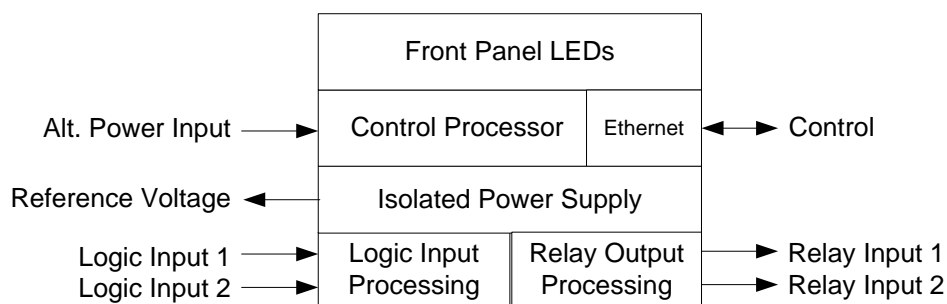 Front Panel LEDs
Alt. Power Input
Control Processor
Ethernet
Control
Reference Voltage
Isolated Power Supply
Logic Input 1
Logic Input 2
Logic Input
Processing
Relay Output
Processing
Relay Input 1
Relay Input 2